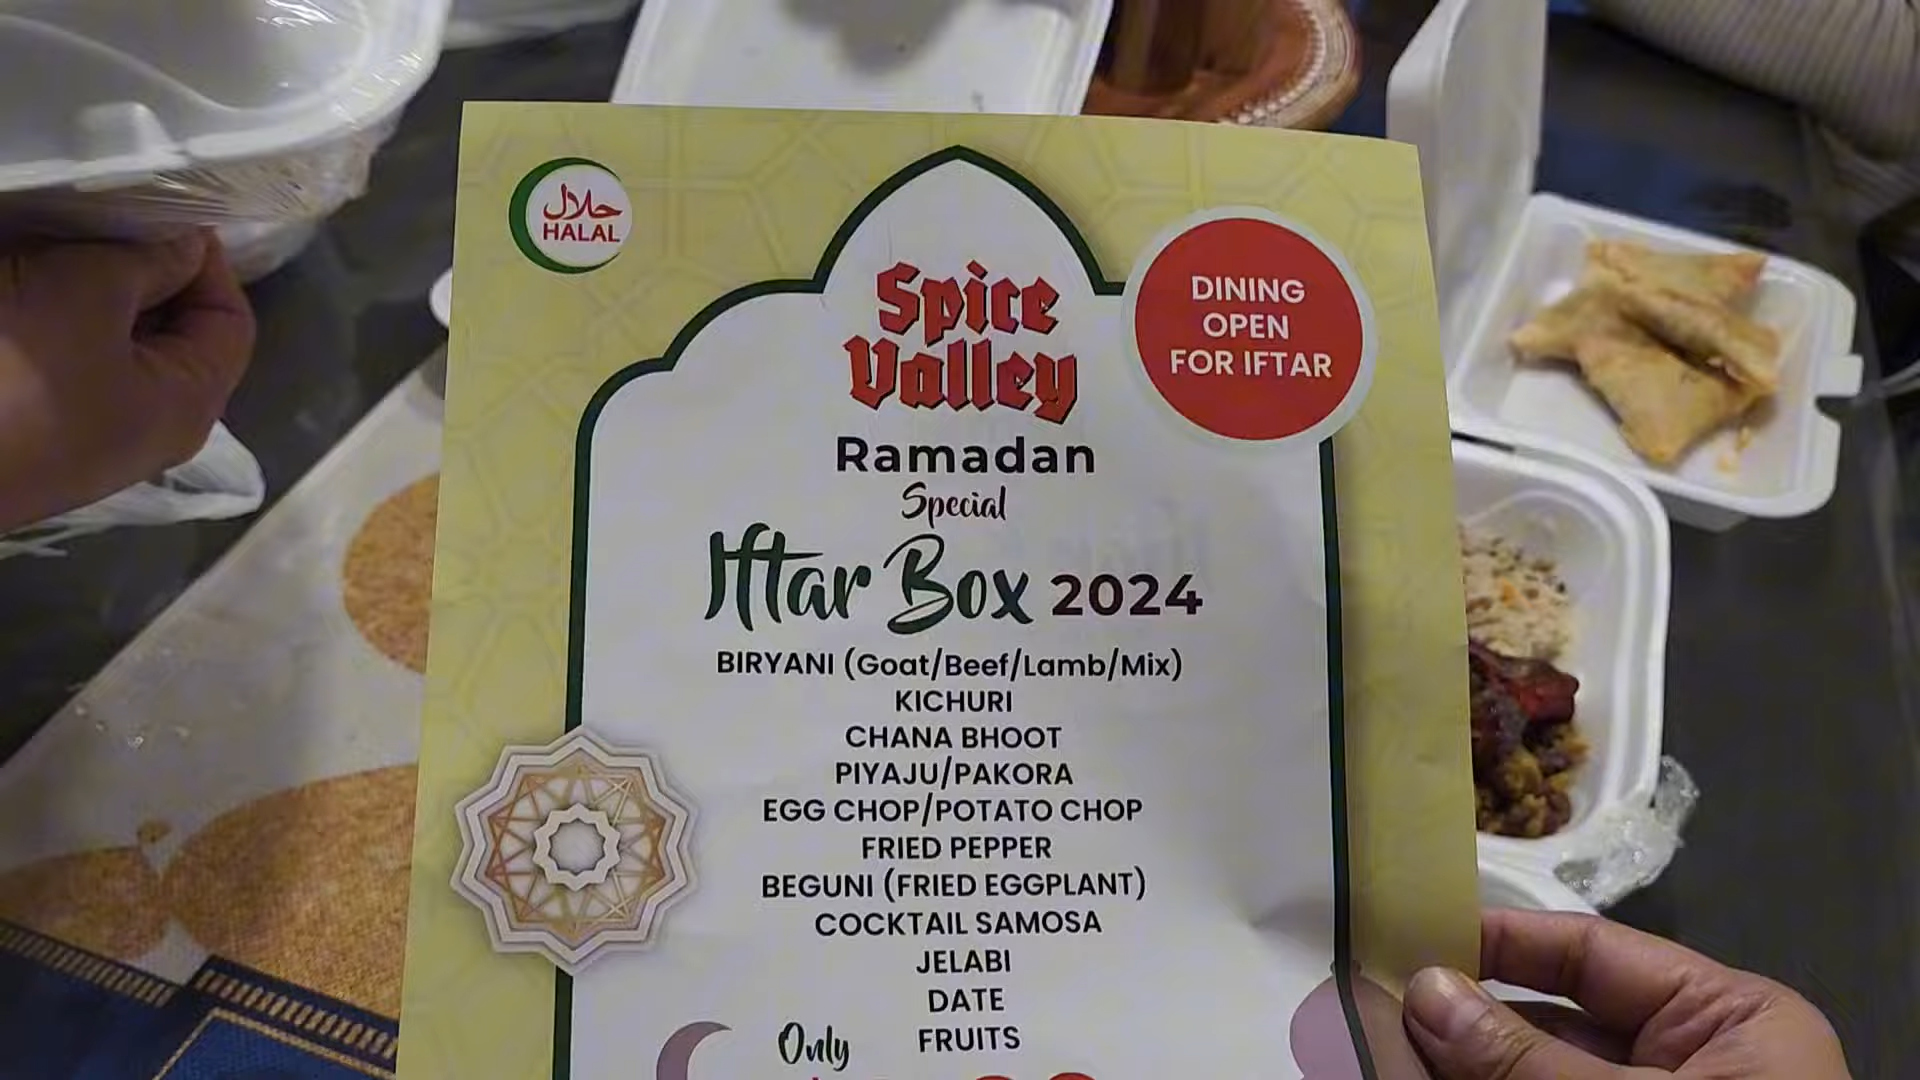 حلال
HALAL
Spice
Valley
DINING
OPEN
FOR IFTAR
Ramadan
Special
Iftar Box 2024
BIRYANI (Goat/Beef/Lamb/Mix)
KICHURI
CHANA BHOOT
PIYAJU/PAKORA
EGG CHOP/POTATO CHOP
FRIED PEPPER
BEGUNI (FRIED EGGPLANT)
COCKTAIL SAMOSA
JELABI
DATE
FRUITS
Only